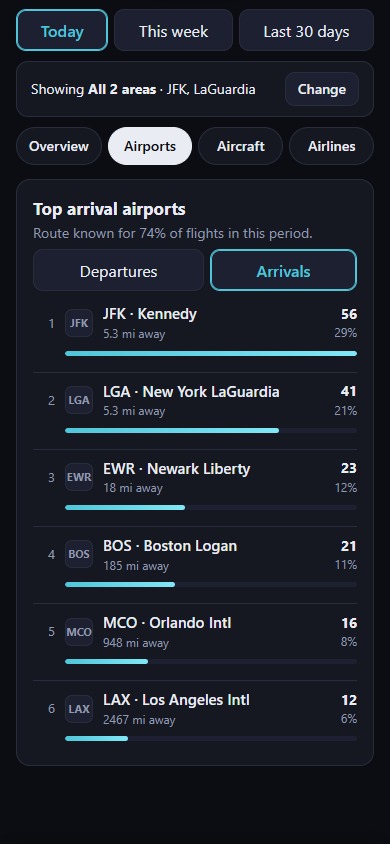 Today This week Last 30 days
Showing All 2 areas · JFK, LaGuardia Change
Overview Airports Aircraft Airlines
Top arrival airports
Route known for 74% of flights in this period.
Departures Arrivals
1 JFK JFK · Kennedy 56
5.3 mi away 29%
2 LGA LGA · New York LaGuardia 41
5.3 mi away 21%
3 EWR EWR · Newark Liberty 23
18 mi away 12%
4 BOS BOS · Boston Logan 21
185 mi away 11%
5 MCO MCO · Orlando Intl 16
948 mi away 8%
6 LAX LAX · Los Angeles Intl 12
2467 mi away 6%